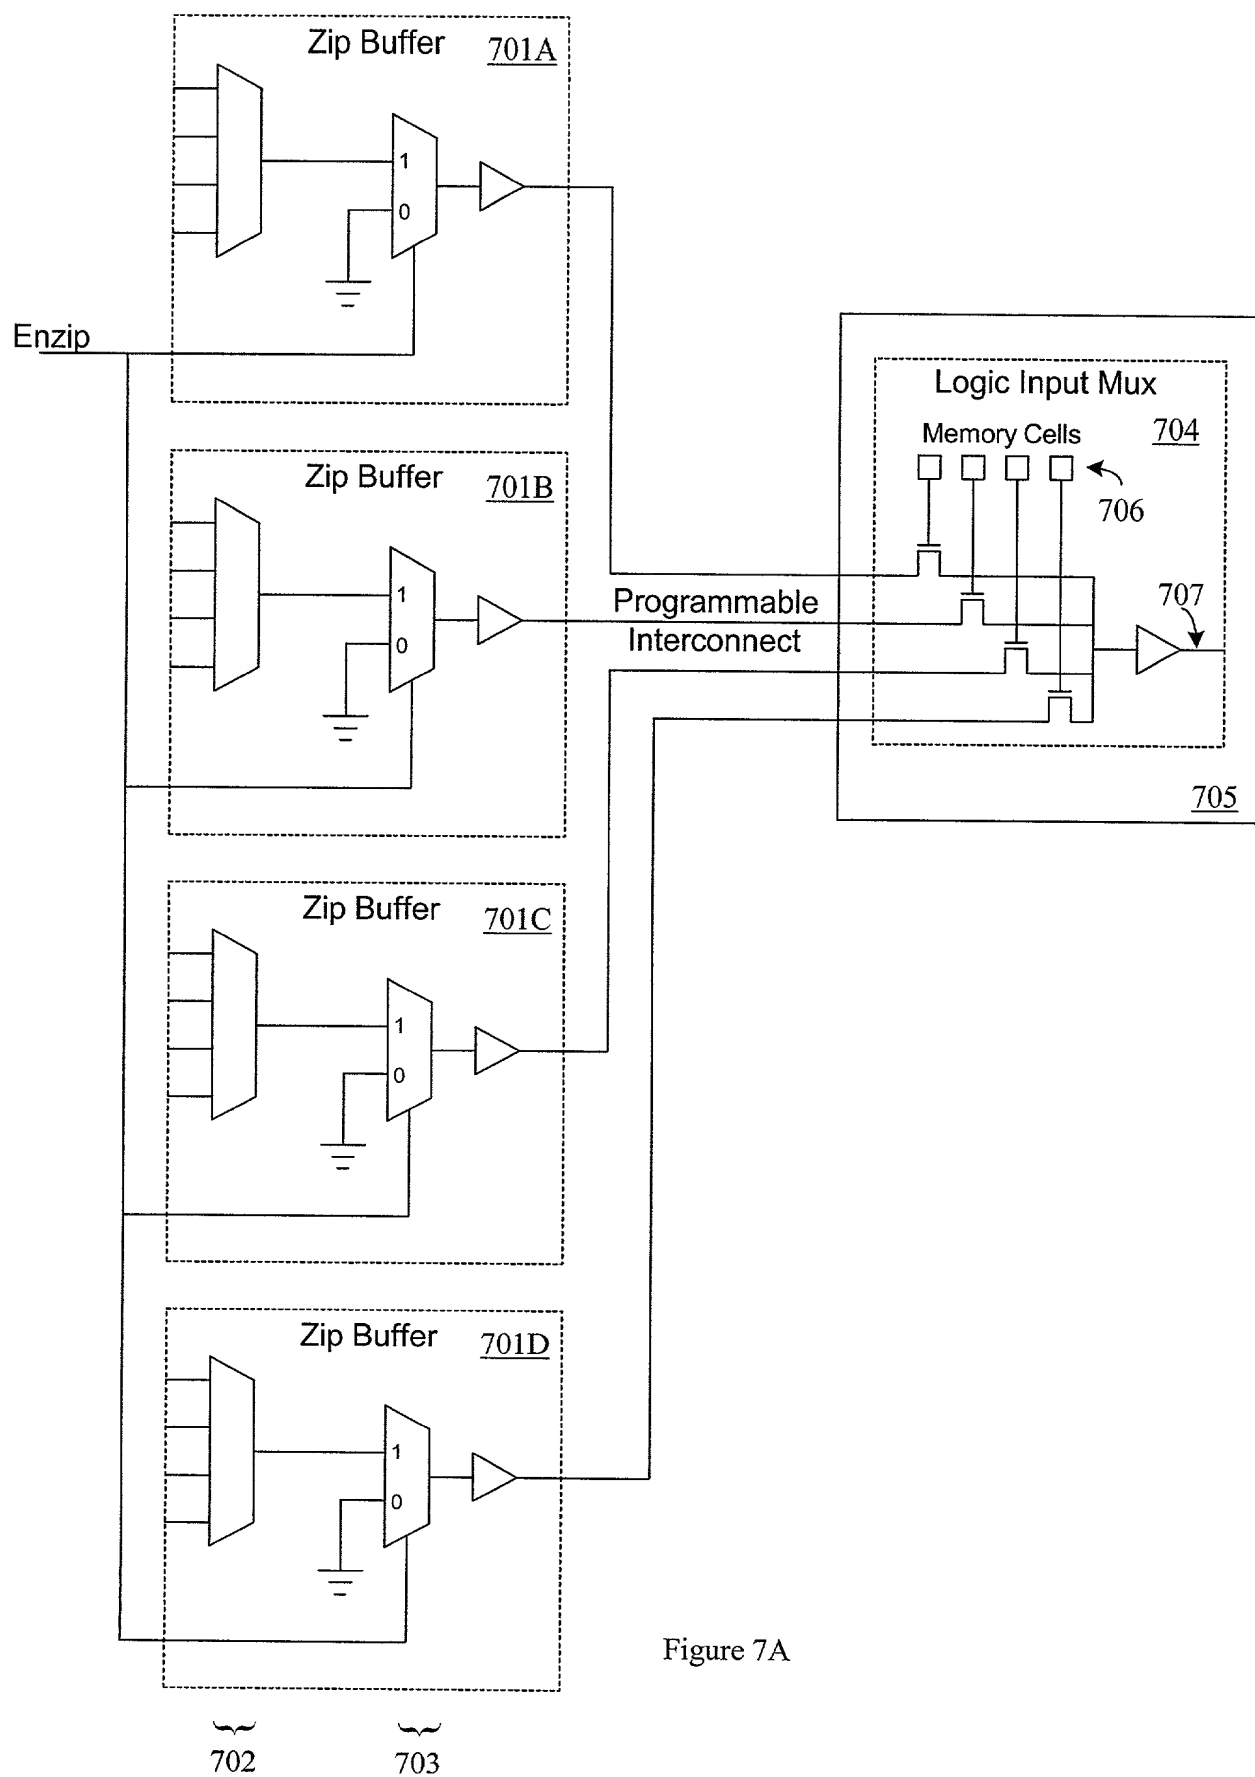 Zip Buffer 701A
1
0
Enzip
Logic Input Mux
704
Memory Cells
706
Zip Buffer 701B
1
0
Programmable
Interconnect
707
705
Zip Buffer 701C
1
0
Zip Buffer 701D
1
0
Figure 7A
702 703